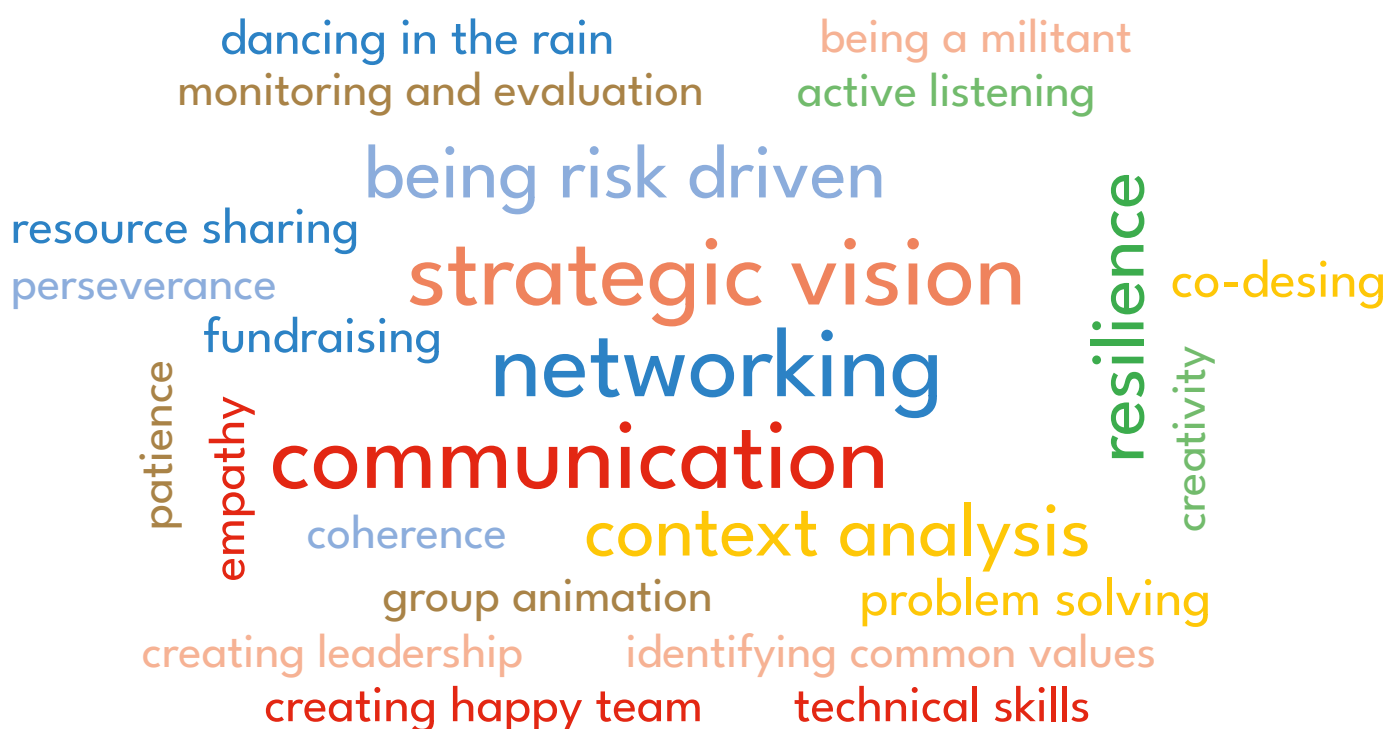 dancing in the rain
being a militant
monitoring and evaluation
active listening
being risk driven
resilience
resource sharing
strategic vision
co-desing
perseverance
fundraising
networking
creativity
patience
empathy
communication
coherence
context analysis
group animation
problem solving
creating leadership
identifying common values
creating happy team
technical skills